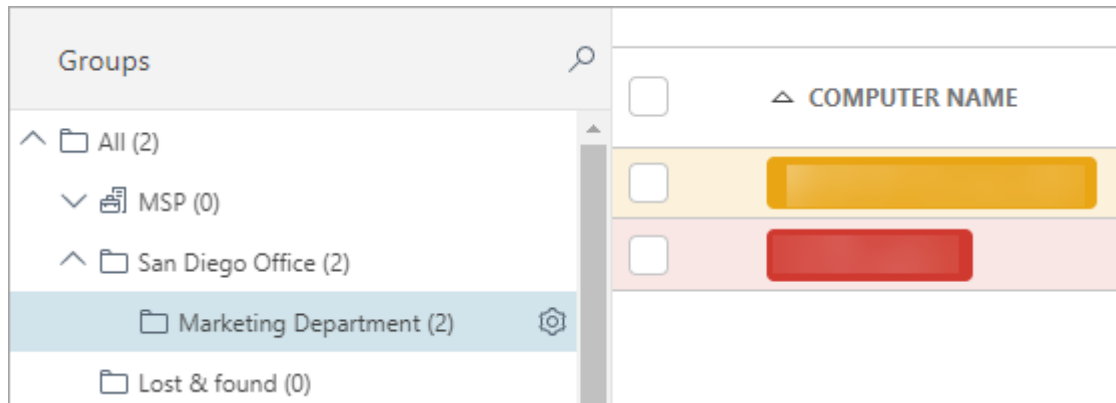 Groups
COMPUTER NAME
All (2)
MSP (0)
San Diego Office (2)
Marketing Department (2)
Lost & found (0)